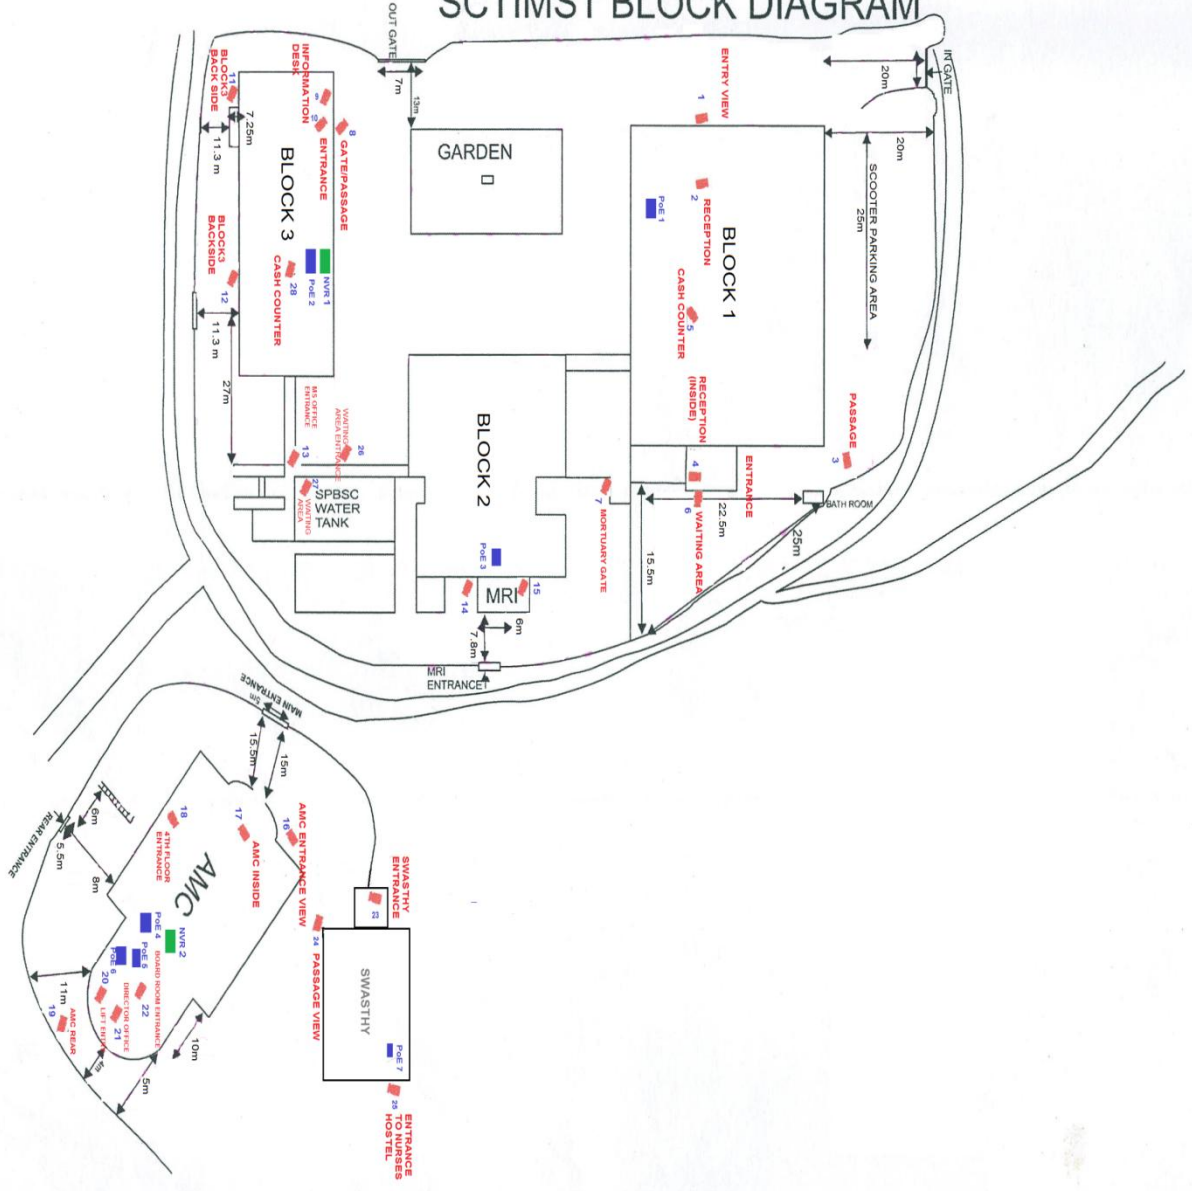 SCTIMST BLOCK DIAGRAM
OUT GATE
IN GATE
7m
13m
20m
20m
SCOOTER PARKING AREA
25m
ENTRY VIEW
1
2
RECEPTION
PoE 1
BLOCK 1
CASH COUNTER
5
RECEPTION
(INSIDE)
4
ENTRANCE
PASSAGE
3
BATH ROOM
22.5m
25m
6
WAITING AREA
15.5m
7
MORTUARY GATE
GARDEN
INFORMATION
DESK
9
10
ENTRANCE
8
GATE/PASSAGE
BLOCK3
BACK SIDE
11
7.25m
11.3 m
BLOCK 3
NVR 1
PoE 2
28
CASH COUNTER
BLOCK3
BACKSIDE
12
11.3 m
27m
MS OFFICE
ENTRANCE
13
WAITING
AREA ENTRANCE
26
27
WAITING
AREA
SPBSC
WATER
TANK
BLOCK 2
PoE 3
14
MRI
15
6m
7.8m
MRI
ENTRANCE
MAIN ENTRANCE
5m
15.5m
15m
REAR ENTRANCE
6m
5.5m
8m
18
4TH FLOOR
ENTRANCE
17
AMC INSIDE
16
AMC ENTRANCE VIEW
AMC
PoE 4
NVR 2
PoE 5
PoE 6
BOARD ROOM ENTRANCE
22
DIRECTOR OFFICE
21
20
LIFT ENTRY
19
AMC REAR
11m
4m
5m
10m
SWASTHY
ENTRANCE
23
24
PASSAGE VIEW
SWASTHY
PoE 7
25
ENTRANCE
TO NURSES
HOSTEL